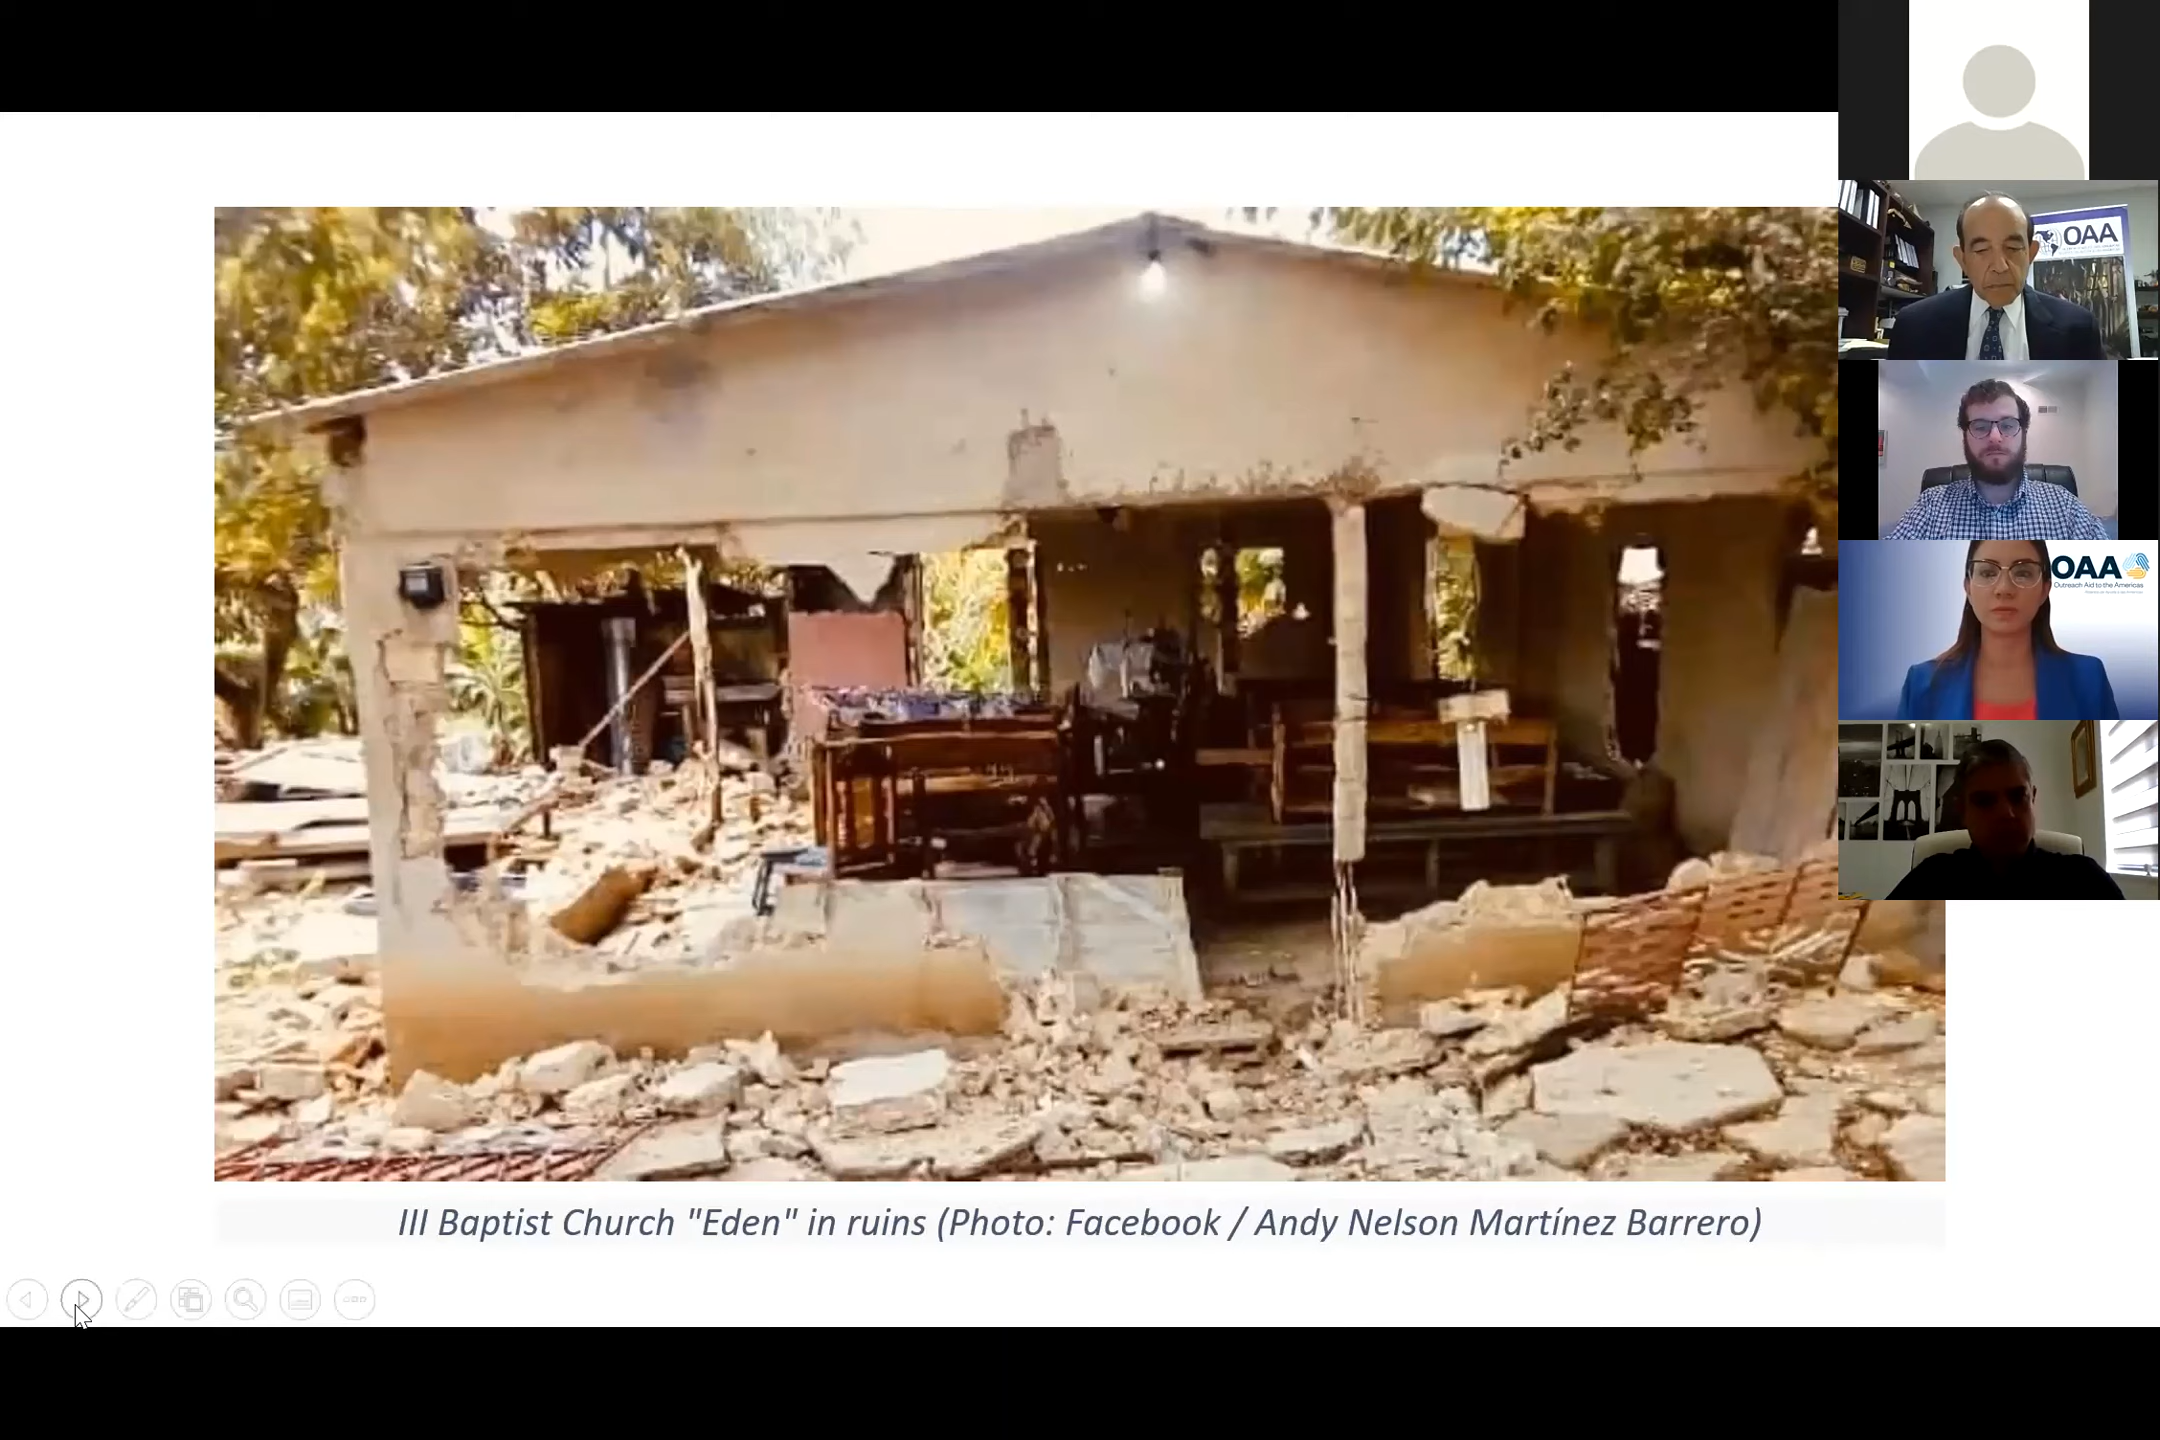 OAA
OAA
Outreach Aid to the Americas
III Baptist Church "Eden" in ruins (Photo: Facebook / Andy Nelson Martínez Barrero)